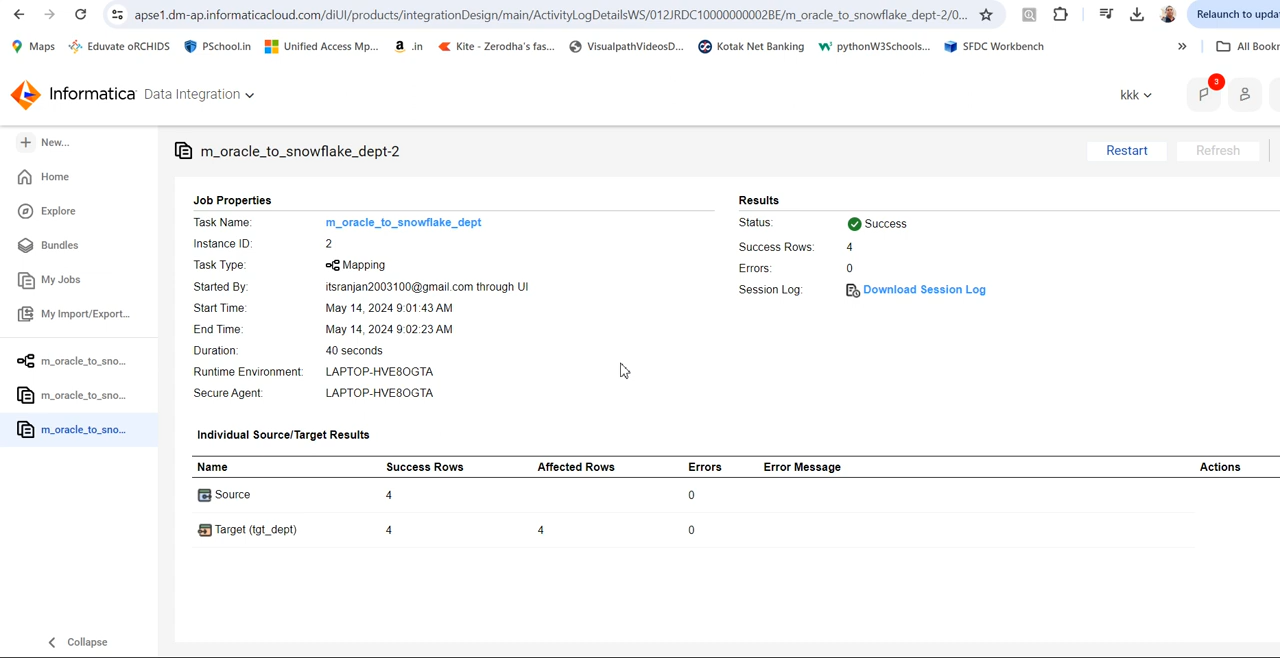 apse1.dm-ap.informaticacloud.com/diUI/products/integrationDesign/main/ActivityLogDetailsWS/012JRDC10000000002BE/m_oracle_to_snowflake_dept-2/0...
Relaunch to updat
Maps
Eduvate oRCHIDS
PSchool.in
Unified Access Mp...
a .in
Kite - Zerodha's fas...
VisualpathVideosD...
Kotak Net Banking
pythonW3Schools...
SFDC Workbench
»
All Bookr
Informatica Data Integration
kkk
3
New...
Home
Explore
Bundles
My Jobs
My Import/Export...
m_oracle_to_sno...
m_oracle_to_sno...
m_oracle_to_sno...
Collapse
m_oracle_to_snowflake_dept-2
Restart
Refresh
Job Properties
Task Name: m_oracle_to_snowflake_dept
Instance ID: 2
Task Type: Mapping
Started By: itsranjan2003100@gmail.com through UI
Start Time: May 14, 2024 9:01:43 AM
End Time: May 14, 2024 9:02:23 AM
Duration: 40 seconds
Runtime Environment: LAPTOP-HVE8OGTA
Secure Agent: LAPTOP-HVE8OGTA
Results
Status: Success
Success Rows: 4
Errors: 0
Session Log: Download Session Log
Individual Source/Target Results
Name Success Rows Affected Rows Errors Error Message Actions
Source 4 0
Target (tgt_dept) 4 4 0